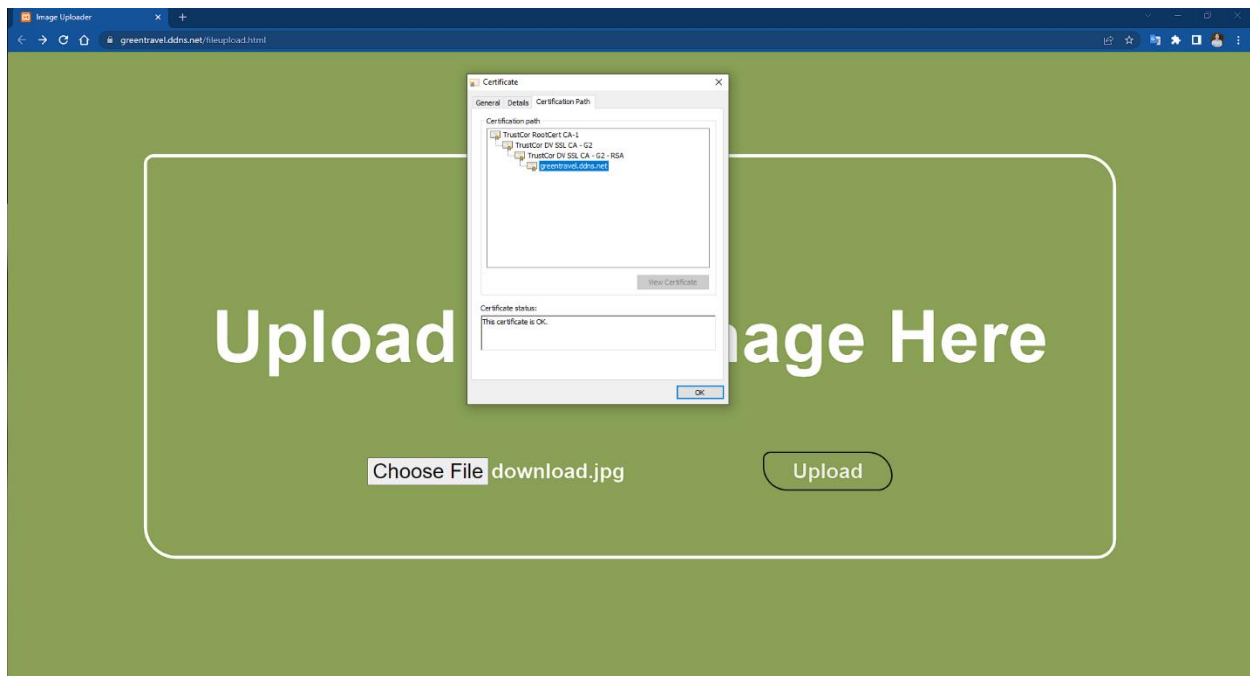 Image Uploader
greentravel.ddns.net/fileupload.html
Certificate
General Details Certification Path
Certification path
TrustCor RootCert CA-1
TrustCor DV SSL CA - G2
TrustCor DV SSL CA - G2 - RSA
greentravel.ddns.net
View Certificate
Certificate status:
This certificate is OK.
OK
Upload age Here
Choose File download.jpg Upload